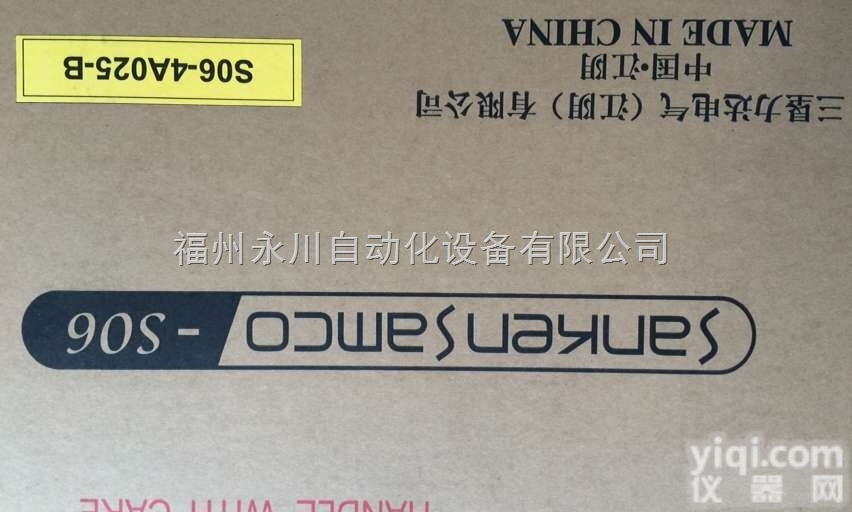 HANDLE WITH CARE
SankenSamco - S06
福州永川自动化设备有限公司
三垦力达电气（江阴）有限公司
中国•江阴
MADE IN CHINA
S06-4A025-B
yiqi.com
仪器网